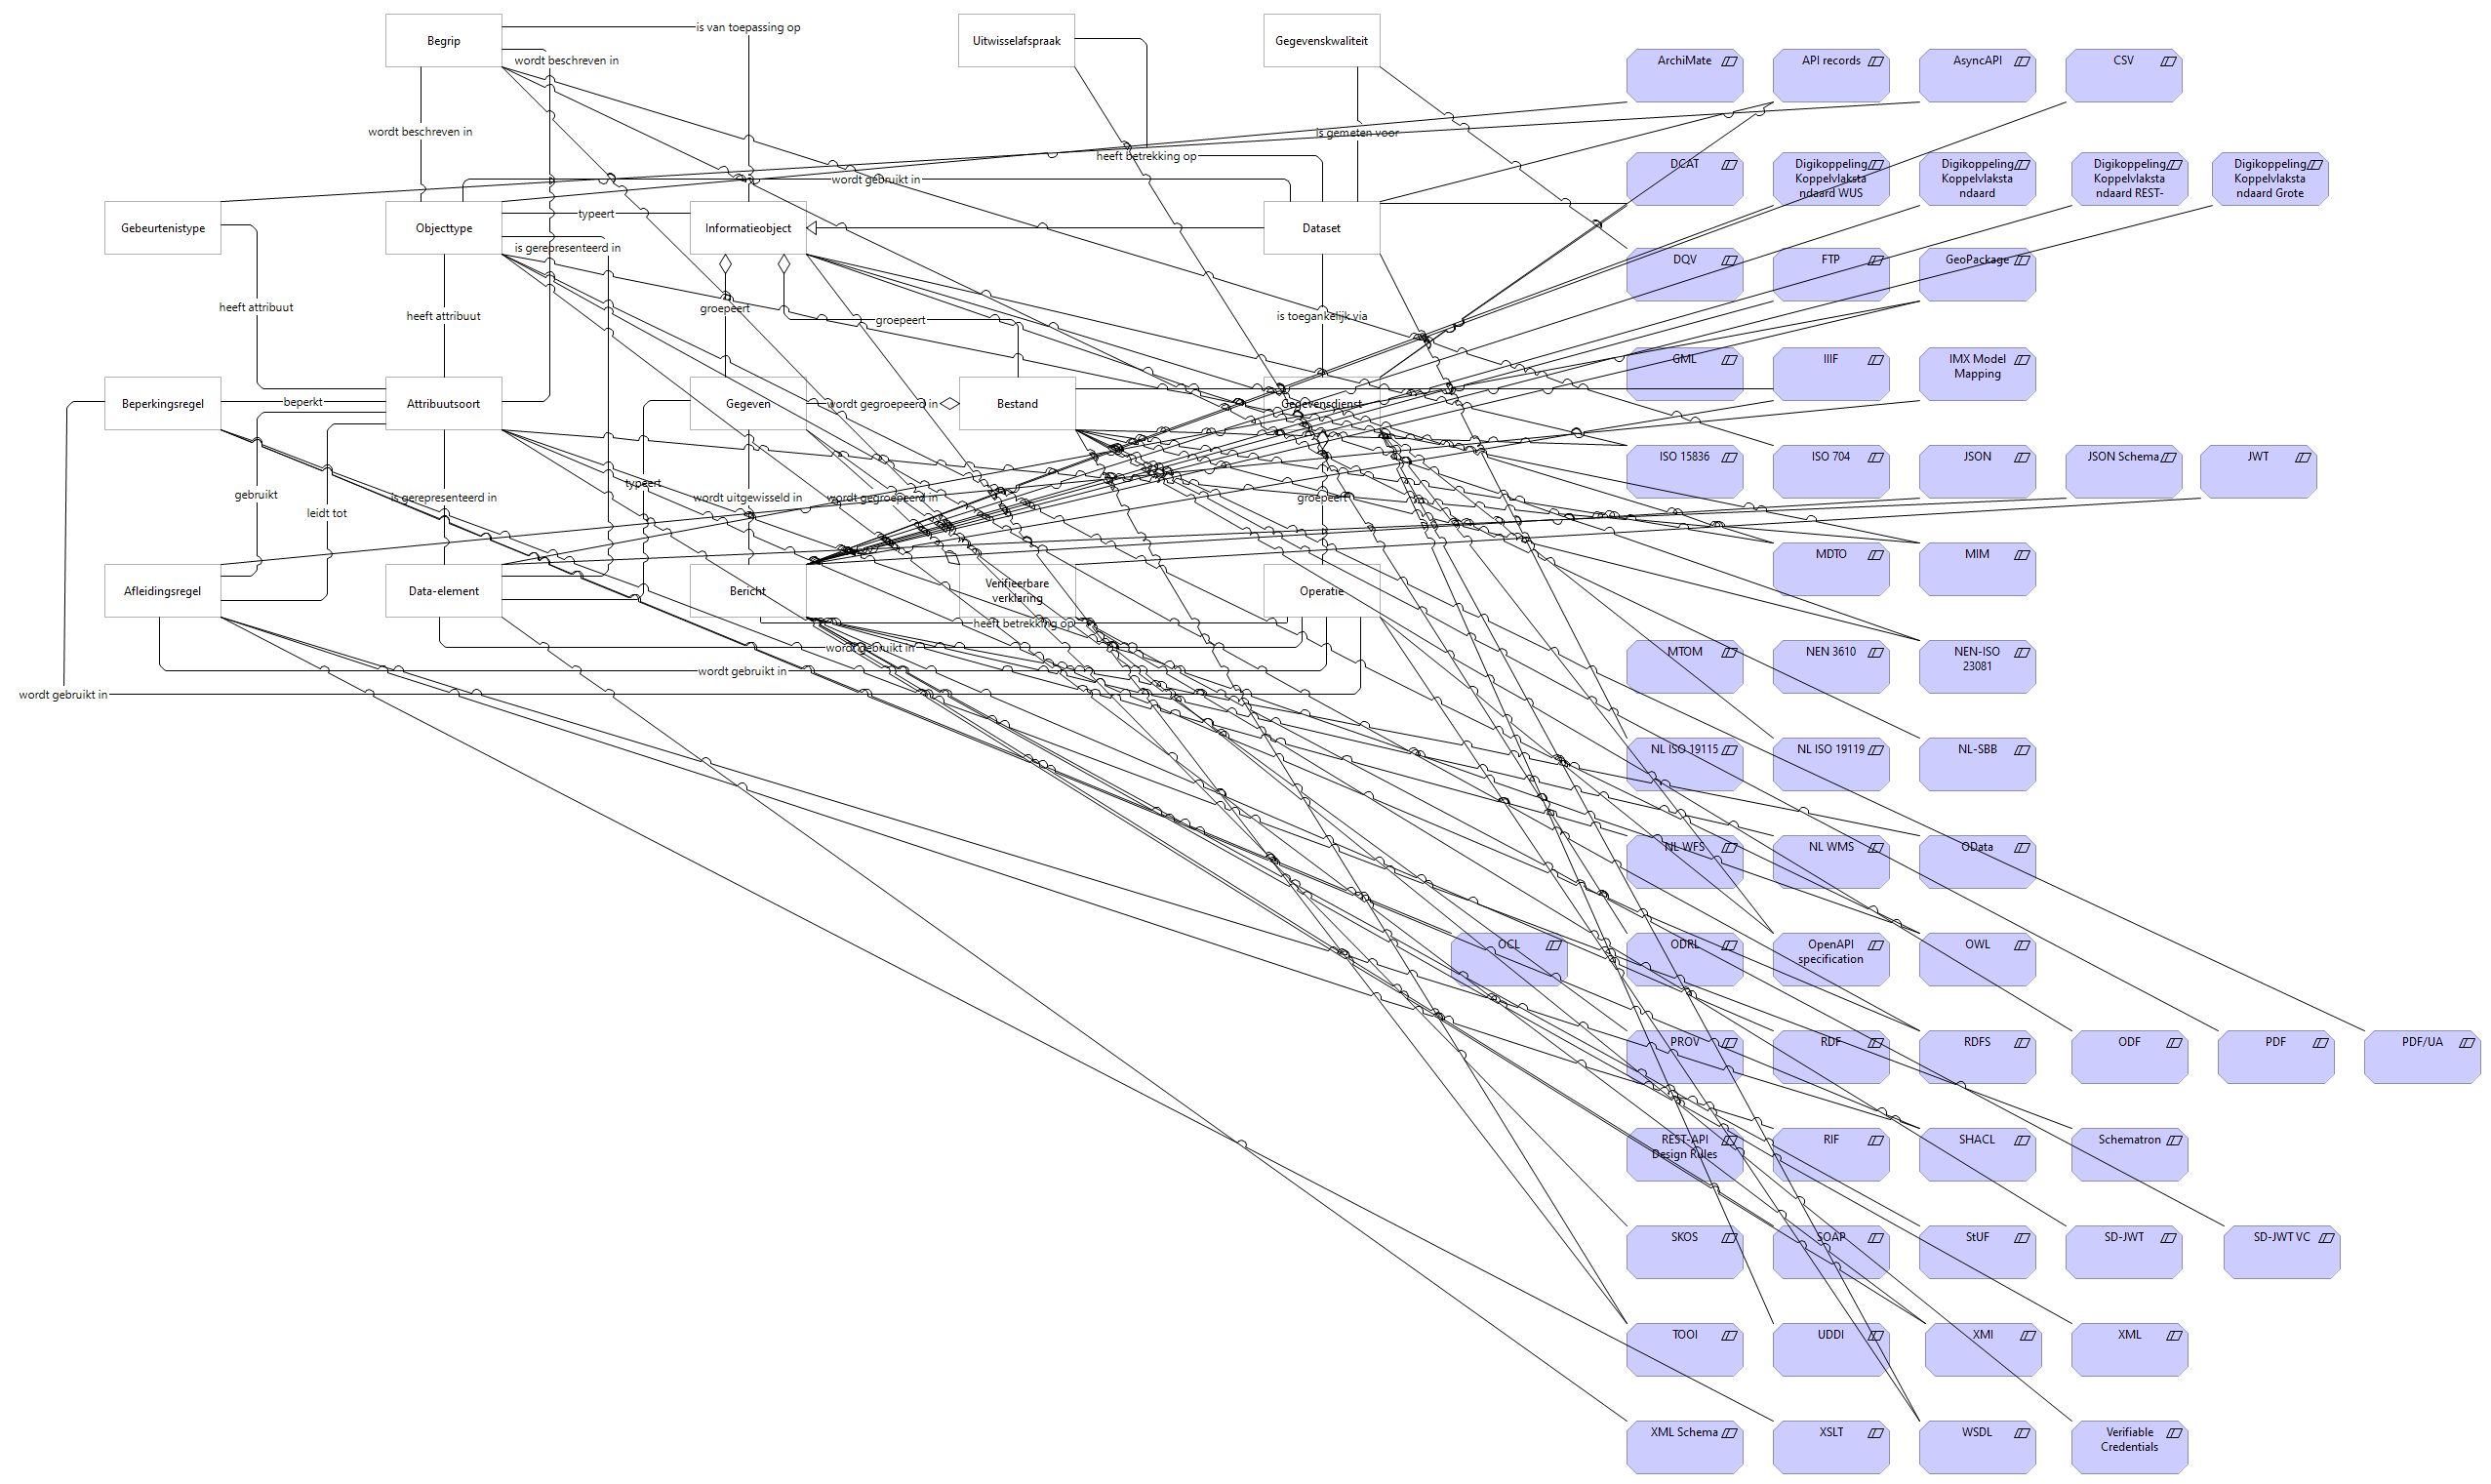 Begrip
is van toepassing op
Uitwisselafspraak
Gegevenskwaliteit
wordt beschreven in
ArchiMate
API records
AsyncAPI
CSV
wordt beschreven in
is gemeten voor
heeft betrekking op
wordt gebruikt in
DCAT
Digikoppeling
Koppelvlaksta
ndaard WUS
Digikoppeling
Koppelvlaksta
ndaard
Digikoppeling
Koppelvlaksta
ndaard REST-
Digikoppeling
Koppelvlaksta
ndaard Grote
Gebeurtenistype
Objecttype
typeert
Informatieobject
Dataset
is gerepresenteerd in
DQV
FTP
GeoPackage
heeft attribuut
heeft attribuut
groepeert
groepeert
is toegankelijk via
GML
IIIF
IMX Model
Mapping
Beperkingsregel
beperkt
Attribuutsoort
Gegeven
wordt gegroepeerd in
Bestand
Gegevensdienst
ISO 15836
ISO 704
JSON
JSON Schema
JWT
gebruikt
leidt tot
is gerepresenteerd in
typeert
wordt uitgewisseld in
wordt gegroepeerd in
groepeert
MDTO
MIM
Afleidingsregel
Data-element
Bericht
Verifieerbare
verklaring
Operatie
heeft betrekking op
wordt gebruikt in
wordt gebruikt in
wordt gebruikt in
MTOM
NEN 3610
NEN-ISO
23081
NL ISO 19115
NL ISO 19119
NL-SBB
NL WFS
NL WMS
OData
OCL
ODRL
OpenAPI
specification
OWL
PROV
RDF
RDFS
ODF
PDF
PDF/UA
REST-API
Design Rules
RIF
SHACL
Schematron
SKOS
SOAP
StUF
SD-JWT
SD-JWT VC
TOOI
UDDI
XMI
XML
XML Schema
XSLT
WSDL
Verifiable
Credentials